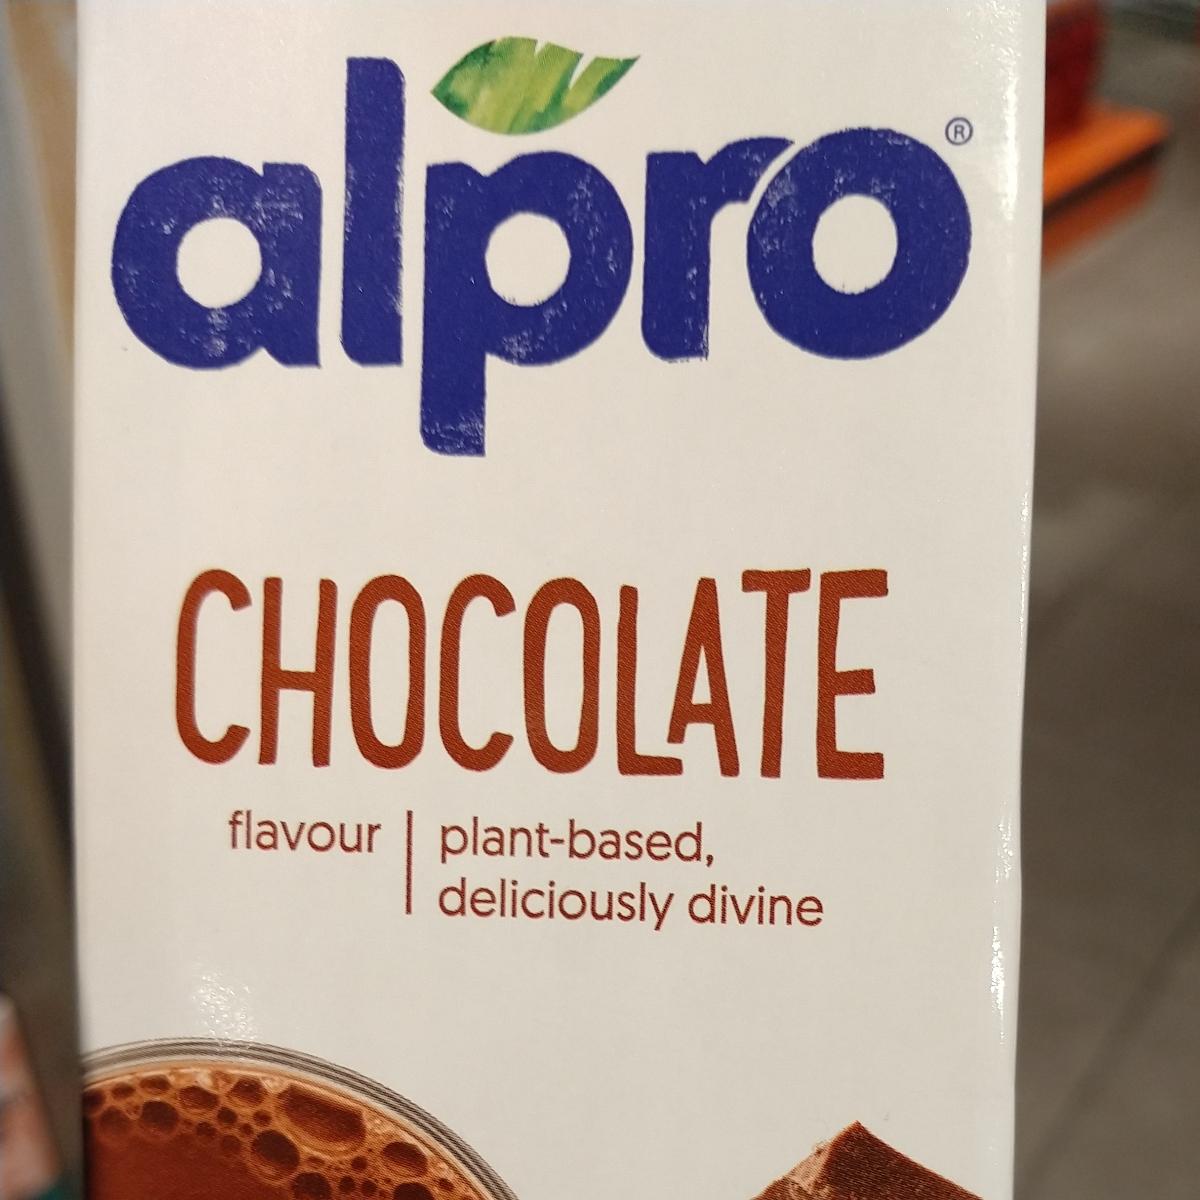 alpro®
CHOCOLATE
flavour | plant-based,
deliciously divine